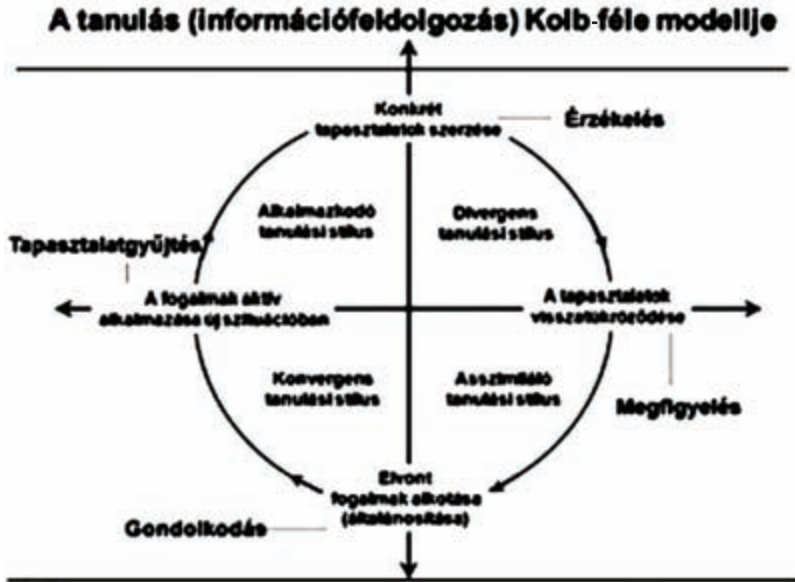 A tanulás (információfeldolgozás) Kolb-féle modellje
Konkrét
tapasztalatok szerzése
Érzékelés
Alkalmazkodó
tanulási stílus
Divergens
tanulási stílus
Tapasztalatgyűjtés
A fogalmak aktív
alkalmazása új szituációban
A tapasztalatok
visszatükröződése
Konvergens
tanulási stílus
Asszimiláló
tanulási stílus
Megfigyelés
Elvont
fogalmak alkotása
(általánosítása)
Gondolkodás